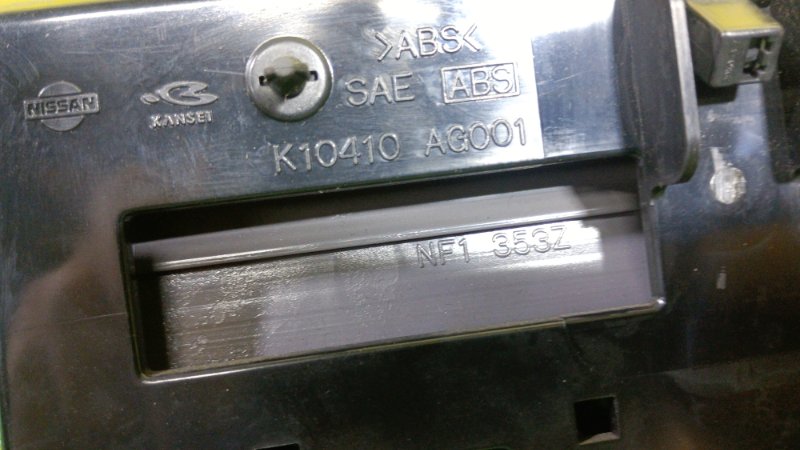 >ABS<
NISSAN
KANSEI
SAE ABS
K10410 AG001
NF1 353Z